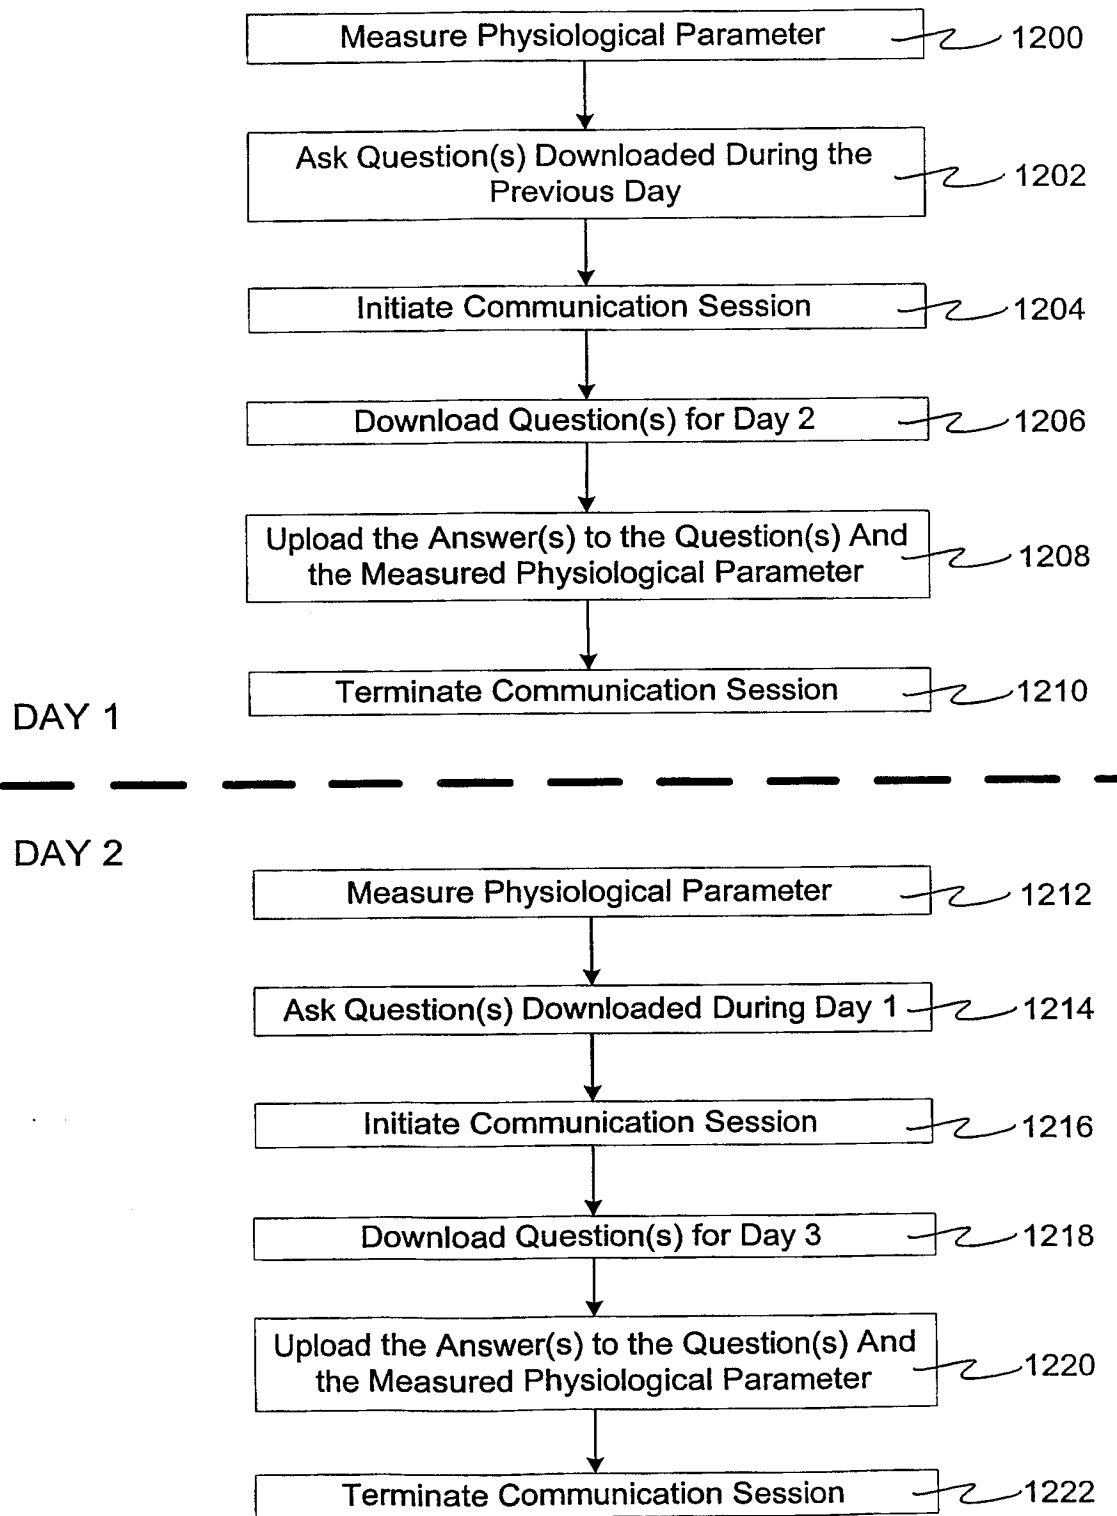 Measure Physiological Parameter 1200
Ask Question(s) Downloaded During the
Previous Day 1202
Initiate Communication Session 1204
Download Question(s) for Day 2 1206
Upload the Answer(s) to the Question(s) And
the Measured Physiological Parameter 1208
Terminate Communication Session 1210
DAY 1
DAY 2
Measure Physiological Parameter 1212
Ask Question(s) Downloaded During Day 1 1214
Initiate Communication Session 1216
Download Question(s) for Day 3 1218
Upload the Answer(s) to the Question(s) And
the Measured Physiological Parameter 1220
Terminate Communication Session 1222